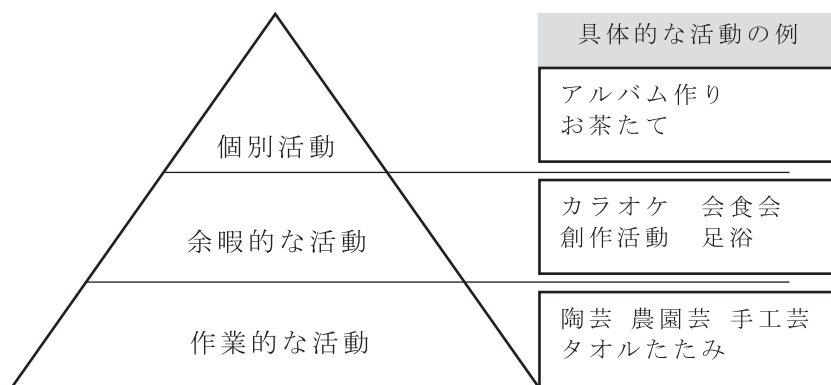 具体的な活動の例
アルバム作り
お茶たて
個別活動
カラオケ 会食会
創作活動 足浴
余暇的な活動
陶芸 農園芸 手工芸
タオルたたみ
作業的な活動